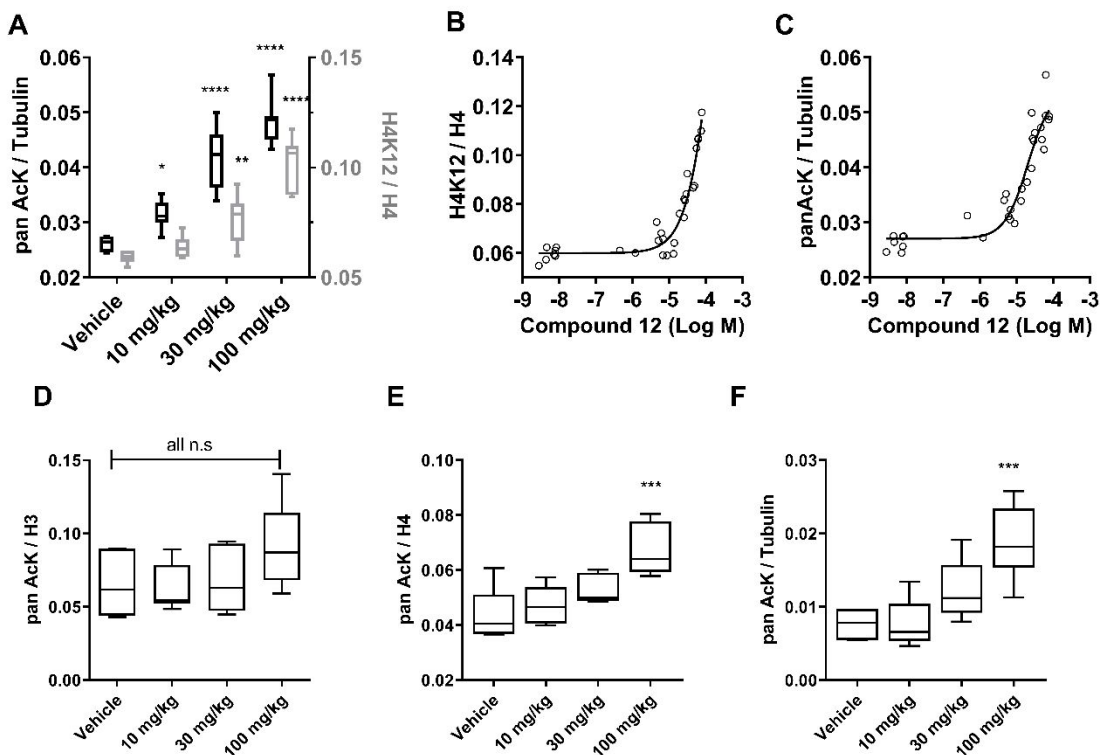 A
pan AcK / Tubulin
0.06
0.05
0.04
0.03
0.02
*
****
**
****
****
0.15
0.10
0.05
H4K12 / H4
Vehicle
10 mg/kg
30 mg/kg
100 mg/kg
B
H4K12 / H4
0.14
0.12
0.10
0.08
0.06
-9 -8 -7 -6 -5 -4 -3
Compound 12 (Log M)
C
panAcK / Tubulin
0.06
0.05
0.04
0.03
0.02
-9 -8 -7 -6 -5 -4 -3
Compound 12 (Log M)
D
all n.s
pan AcK / H3
0.15
0.10
0.05
0.00
Vehicle
10 mg/kg
30 mg/kg
100 mg/kg
E
pan AcK / H4
0.10
0.08
0.06
0.04
0.02
***
Vehicle
10 mg/kg
30 mg/kg
100 mg/kg
F
pan AcK / Tubulin
0.03
0.02
0.01
0.00
***
Vehicle
10 mg/kg
30 mg/kg
100 mg/kg